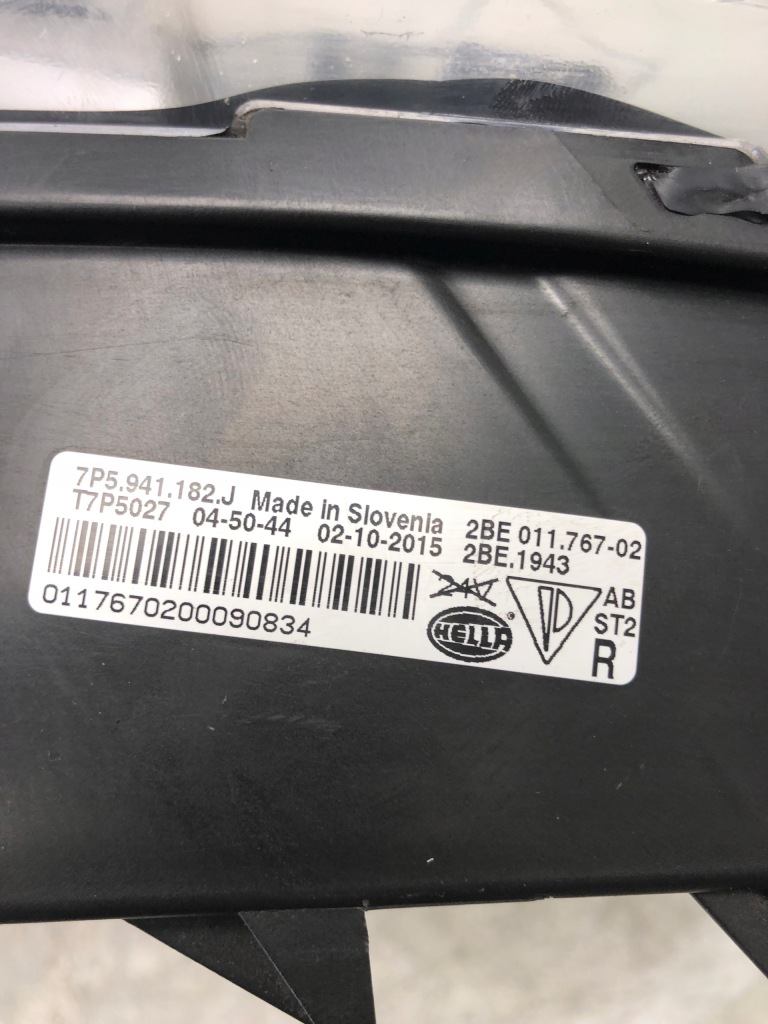 7P5.941.182.J Made in Slovenia 2BE 011.767-02
T7P5027 04-50-44 02-10-2015 2BE.1943
24V
AB
HELLA ®
ST2
0117670200090834
R